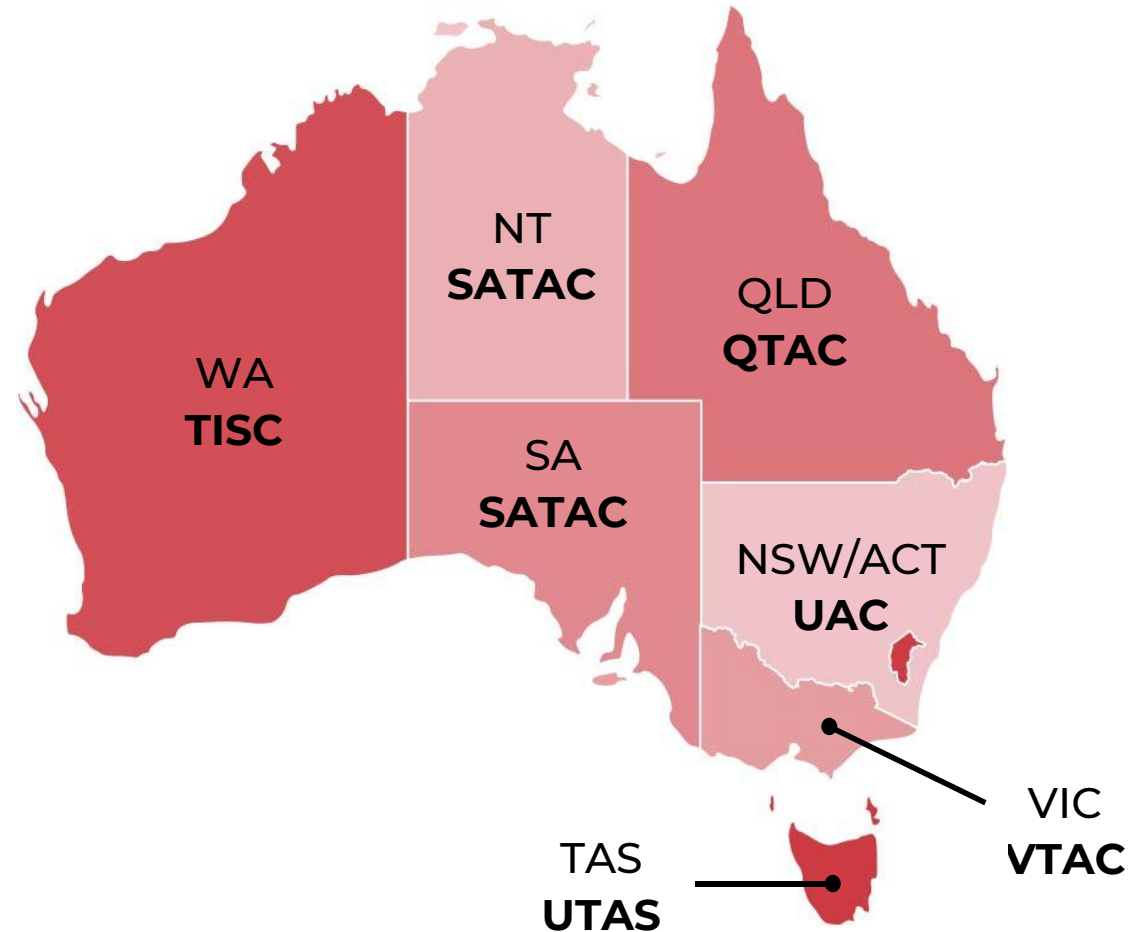 NT
SATAC
QLD
QTAC
WA
TISC
SA
SATAC
NSW/ACT
UAC
VIC
VTAC
TAS
UTAS